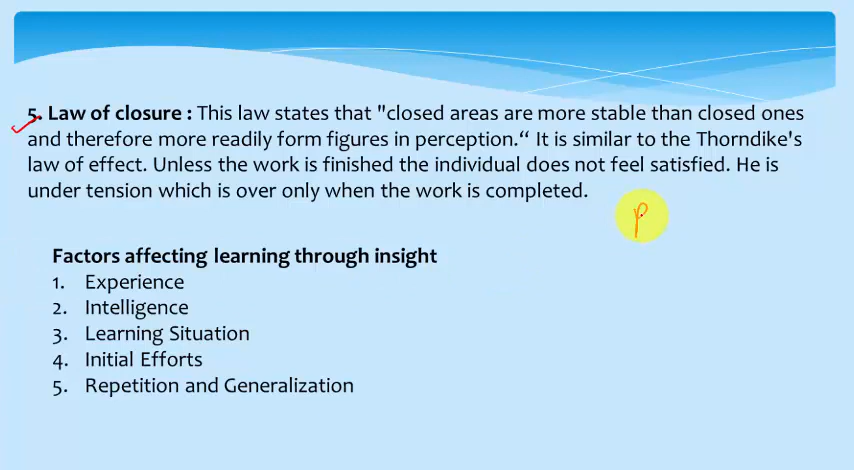 5. Law of closure : This law states that "closed areas are more stable than closed ones
and therefore more readily form figures in perception.“ It is similar to the Thorndike's
law of effect. Unless the work is finished the individual does not feel satisfied. He is
under tension which is over only when the work is completed.
P
Factors affecting learning through insight
1. Experience
2. Intelligence
3. Learning Situation
4. Initial Efforts
5. Repetition and Generalization